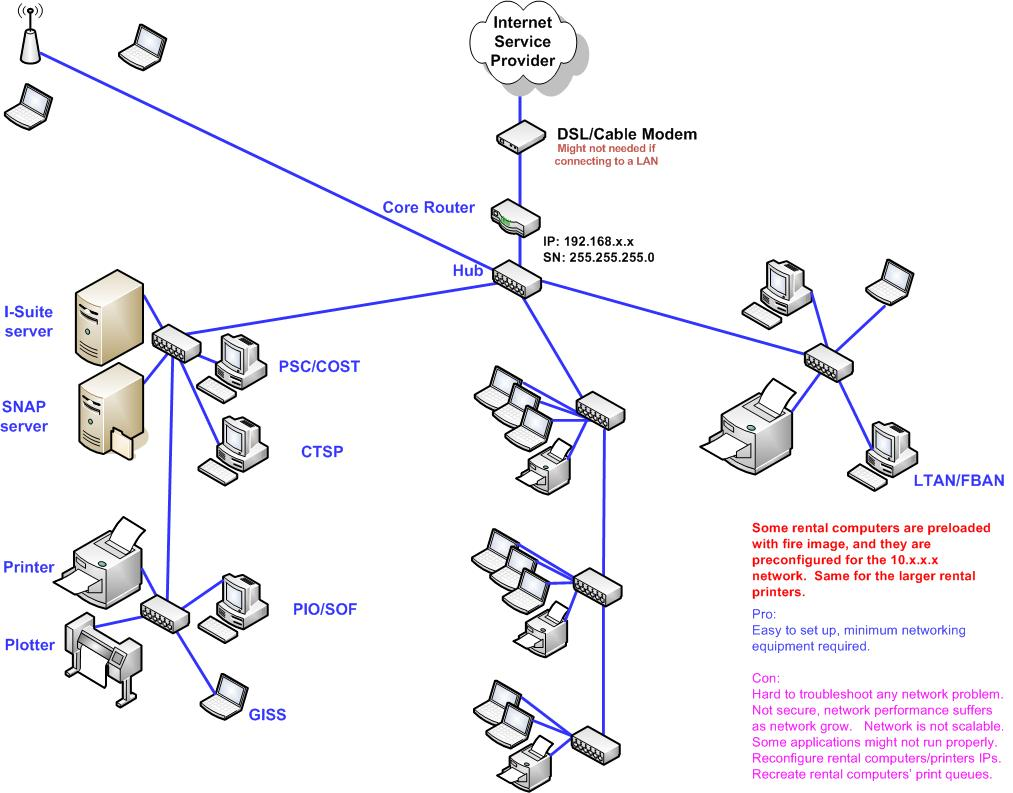 Internet
Service
Provider
DSL/Cable Modem
Might not needed if
connecting to a LAN
Core Router
IP: 192.168.x.x
SN: 255.255.255.0
Hub
I-Suite
server
PSC/COST
SNAP
server
CTSP
LTAN/FBAN
Printer
PIO/SOF
Plotter
GISS
Some rental computers are preloaded
with fire image, and they are
preconfigured for the 10.x.x.x
network.  Same for the larger rental
printers.
Pro:
Easy to set up, minimum networking
equipment required.
Con:
Hard to troubleshoot any network problem.
Not secure, network performance suffers
as network grow.   Network is not scalable.
Some applications might not run properly.
Reconfigure rental computers/printers IPs.
Recreate rental computers' print queues.